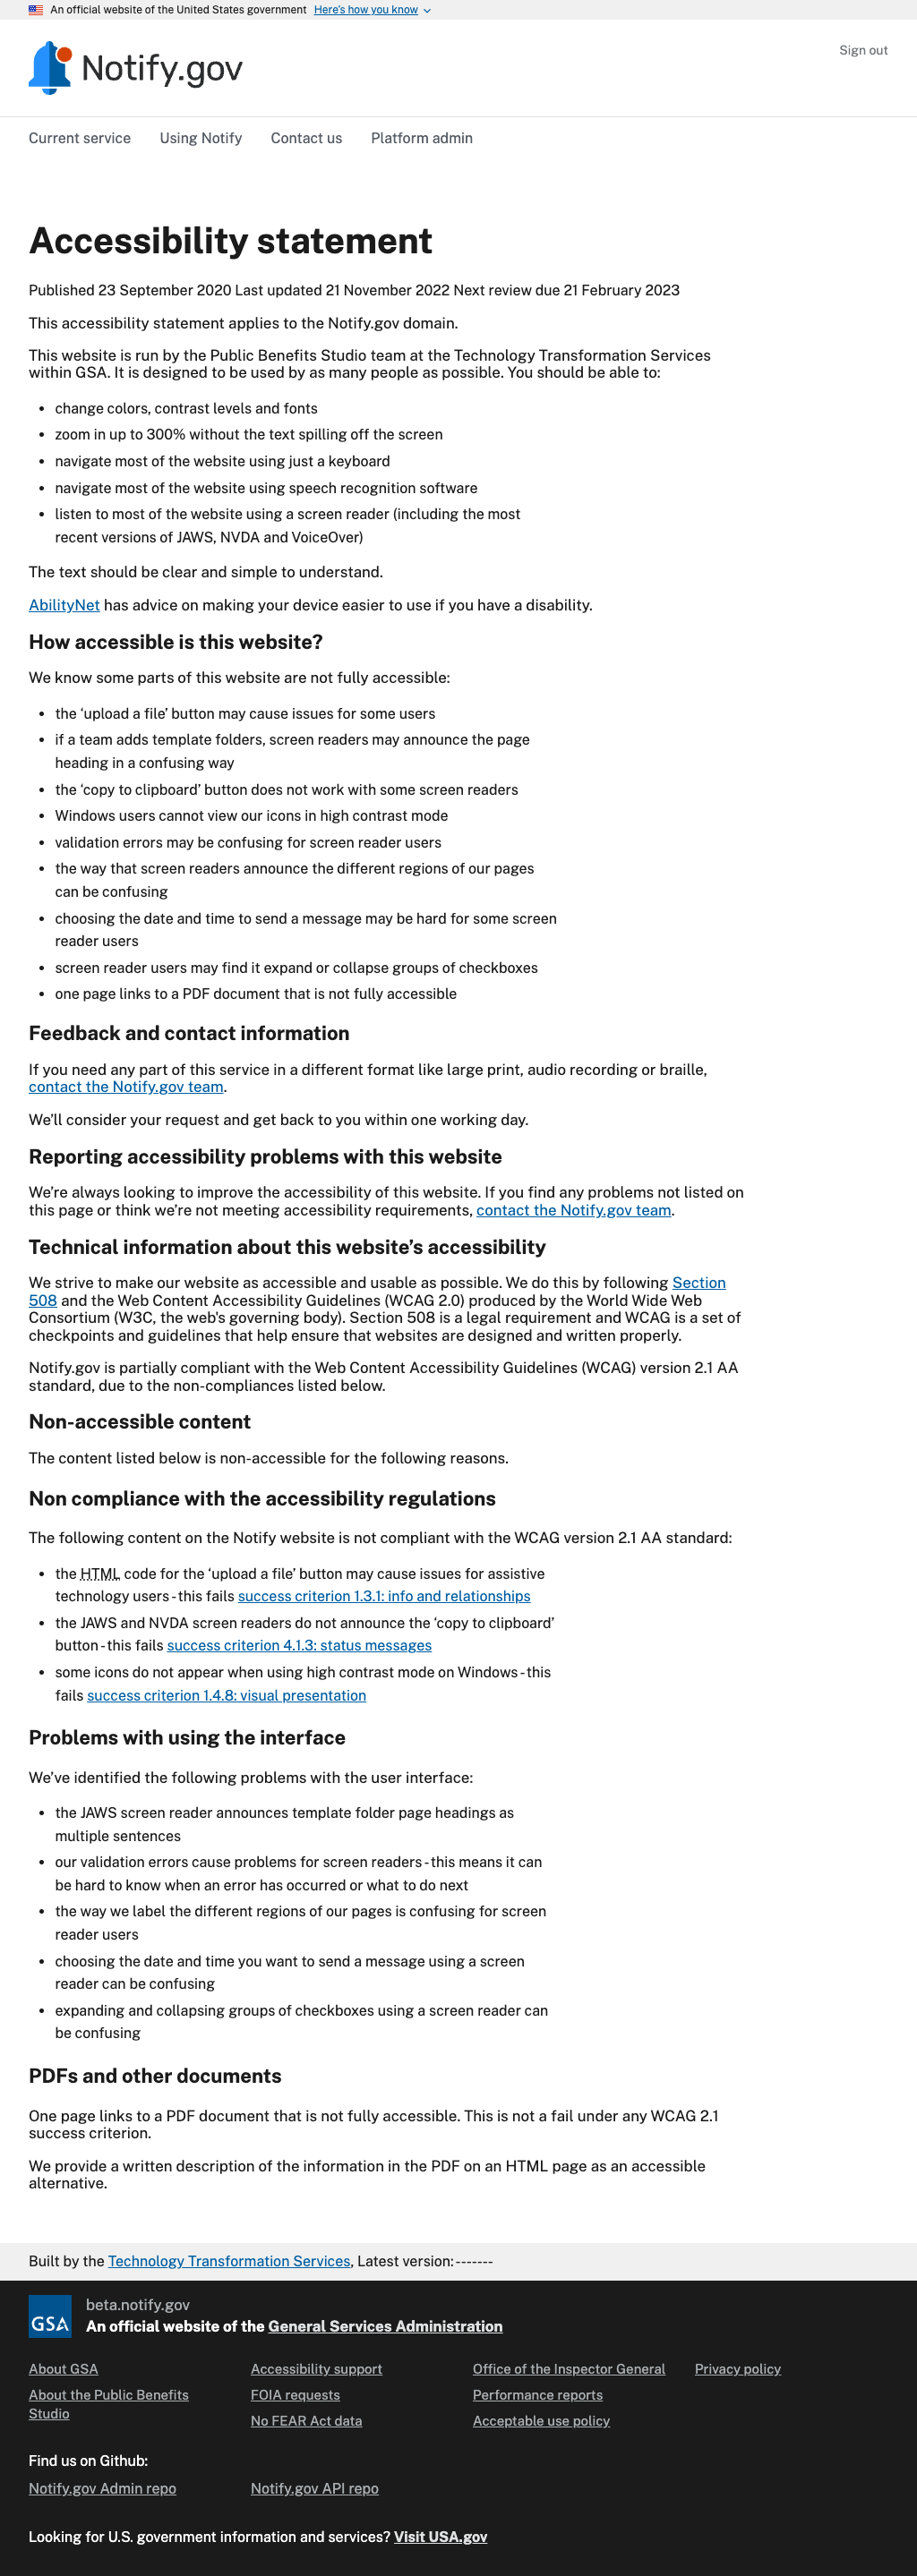 An official website of the United States government Here's how you know
Notify.gov
Sign out
Current service Using Notify Contact us Platform admin
Accessibility statement
Published 23 September 2020 Last updated 21 November 2022 Next review due 21 February 2023
This accessibility statement applies to the Notify.gov domain.
This website is run by the Public Benefits Studio team at the Technology Transformation Services
within GSA. It is designed to be used by as many people as possible. You should be able to:
• change colors, contrast levels and fonts
• zoom in up to 300% without the text spilling off the screen
• navigate most of the website using just a keyboard
• navigate most of the website using speech recognition software
• listen to most of the website using a screen reader (including the most
recent versions of JAWS, NVDA and VoiceOver)
The text should be clear and simple to understand.
AbilityNet has advice on making your device easier to use if you have a disability.
How accessible is this website?
We know some parts of this website are not fully accessible:
• the ‘upload a file’ button may cause issues for some users
• if a team adds template folders, screen readers may announce the page
heading in a confusing way
• the ‘copy to clipboard’ button does not work with some screen readers
• Windows users cannot view our icons in high contrast mode
• validation errors may be confusing for screen reader users
• the way that screen readers announce the different regions of our pages
can be confusing
• choosing the date and time to send a message may be hard for some screen
reader users
• screen reader users may find it expand or collapse groups of checkboxes
• one page links to a PDF document that is not fully accessible
Feedback and contact information
If you need any part of this service in a different format like large print, audio recording or braille,
contact the Notify.gov team.
We’ll consider your request and get back to you within one working day.
Reporting accessibility problems with this website
We’re always looking to improve the accessibility of this website. If you find any problems not listed on
this page or think we’re not meeting accessibility requirements, contact the Notify.gov team.
Technical information about this website’s accessibility
We strive to make our website as accessible and usable as possible. We do this by following Section
508 and the Web Content Accessibility Guidelines (WCAG 2.0) produced by the World Wide Web
Consortium (W3C, the web's governing body). Section 508 is a legal requirement and WCAG is a set of
checkpoints and guidelines that help ensure that websites are designed and written properly.
Notify.gov is partially compliant with the Web Content Accessibility Guidelines (WCAG) version 2.1 AA
standard, due to the non-compliances listed below.
Non-accessible content
The content listed below is non-accessible for the following reasons.
Non compliance with the accessibility regulations
The following content on the Notify website is not compliant with the WCAG version 2.1 AA standard:
• the HTML code for the ‘upload a file’ button may cause issues for assistive
technology users - this fails success criterion 1.3.1: info and relationships
• the JAWS and NVDA screen readers do not announce the ‘copy to clipboard’
button - this fails success criterion 4.1.3: status messages
• some icons do not appear when using high contrast mode on Windows - this
fails success criterion 1.4.8: visual presentation
Problems with using the interface
We’ve identified the following problems with the user interface:
• the JAWS screen reader announces template folder page headings as
multiple sentences
• our validation errors cause problems for screen readers - this means it can
be hard to know when an error has occurred or what to do next
• the way we label the different regions of our pages is confusing for screen
reader users
• choosing the date and time you want to send a message using a screen
reader can be confusing
• expanding and collapsing groups of checkboxes using a screen reader can
be confusing
PDFs and other documents
One page links to a PDF document that is not fully accessible. This is not a fail under any WCAG 2.1
success criterion.
We provide a written description of the information in the PDF on an HTML page as an accessible
alternative.
Built by the Technology Transformation Services, Latest version: -------
GSA
beta.notify.gov
An official website of the General Services Administration
About GSA
About the Public Benefits
Studio
Accessibility support
FOIA requests
No FEAR Act data
Office of the Inspector General
Performance reports
Acceptable use policy
Privacy policy
Find us on Github:
Notify.gov Admin repo Notify.gov API repo
Looking for U.S. government information and services? Visit USA.gov